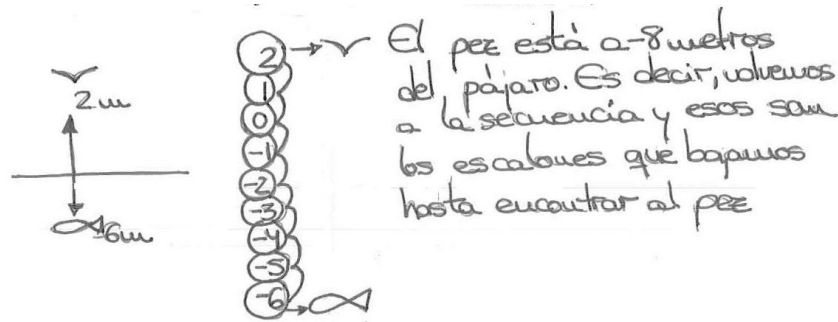 2m
-6m
2
1
0
-1
-2
-3
-4
-5
-6
El pez está a -8 metros
del pájaro. Es decir, volvemos
a la secuencia y esos son
los escalones que bajamos
hasta encontrar al pez